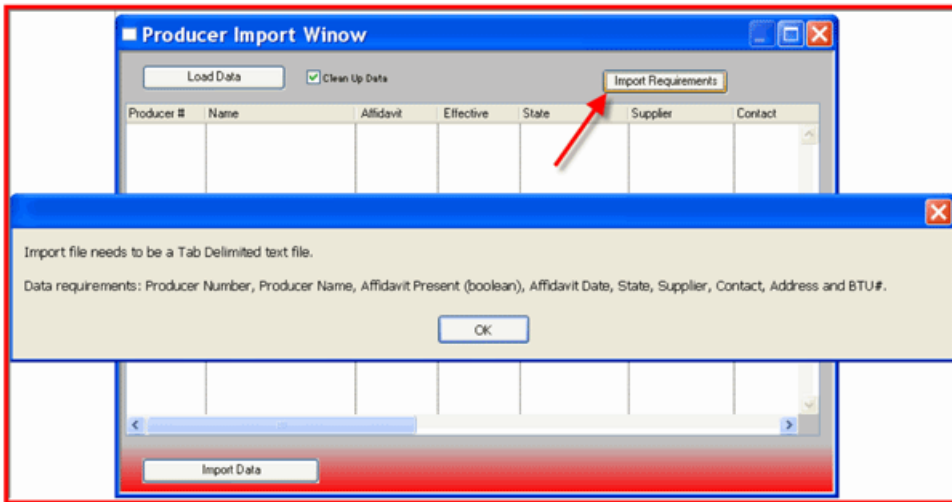 Producer Import Winow
Load Data
Clean Up Data
Import Requirements
Producer # Name Affidavit Effective State Supplier Contact
Import file needs to be a Tab Delimited text file.
Data requirements: Producer Number, Producer Name, Affidavit Present (boolean), Affidavit Date, State, Supplier, Contact, Address and BTU#.
OK
Import Data